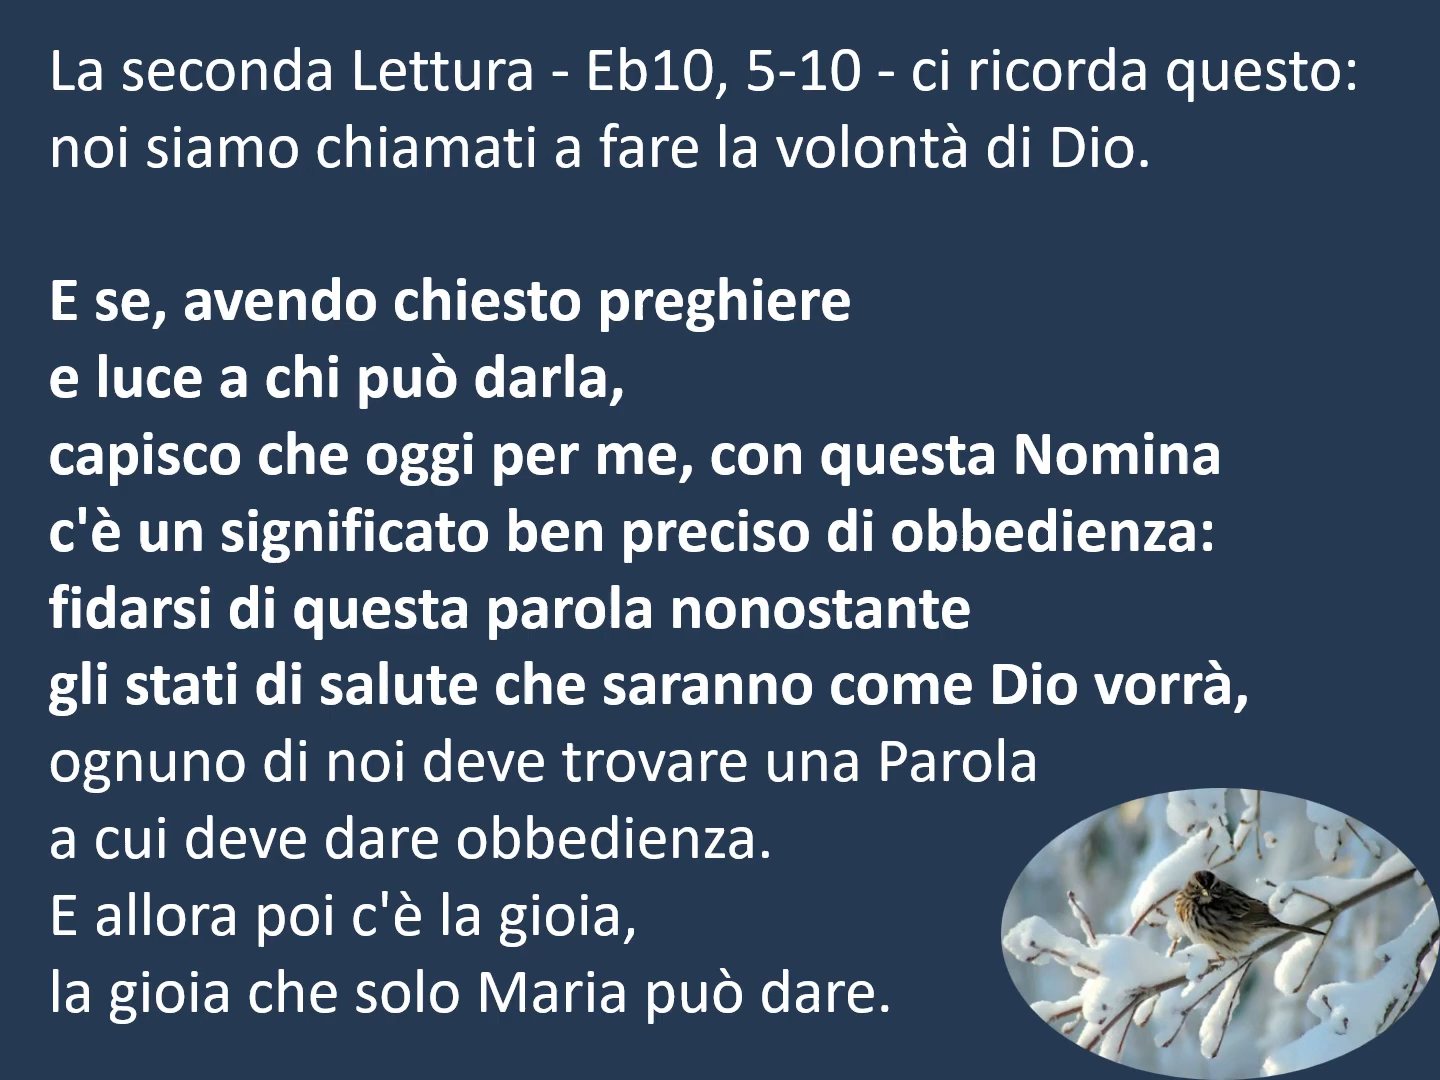 La seconda Lettura - Eb10, 5-10 - ci ricorda questo:
noi siamo chiamati a fare la volontà di Dio.
E se, avendo chiesto preghiere
e luce a chi può darla,
capisco che oggi per me, con questa Nomina
c'è un significato ben preciso di obbedienza:
fidarsi di questa parola nonostante
gli stati di salute che saranno come Dio vorrà,
ognuno di noi deve trovare una Parola
a cui deve dare obbedienza.
E allora poi c'è la gioia,
la gioia che solo Maria può dare.